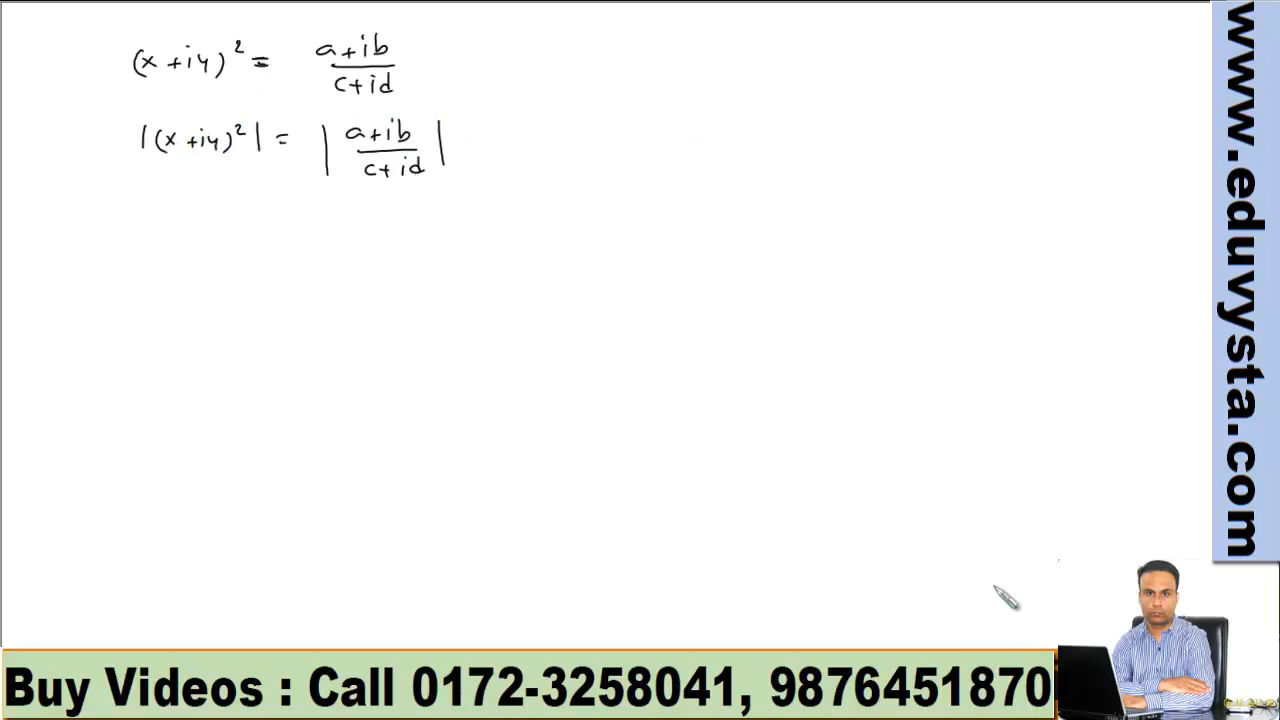 (x + iy)² = a+ib / c+id
|(x + iy)²| = | a+ib / c+id |
www.eduvysta.com
Buy Videos : Call 0172-3258041, 9876451870